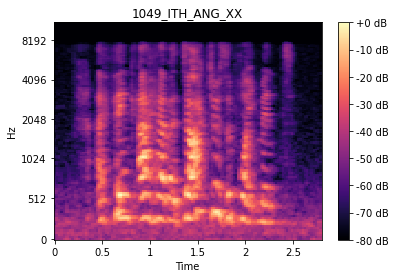 1049_ITH_ANG_XX
+0 dB
8192
-10 dB
4096
-20 dB
-30 dB
2048
-40 dB
Hz
1024
-50 dB
-60 dB
512
-70 dB
0
-80 dB
0 0.5 1 1.5 2 2.5
Time